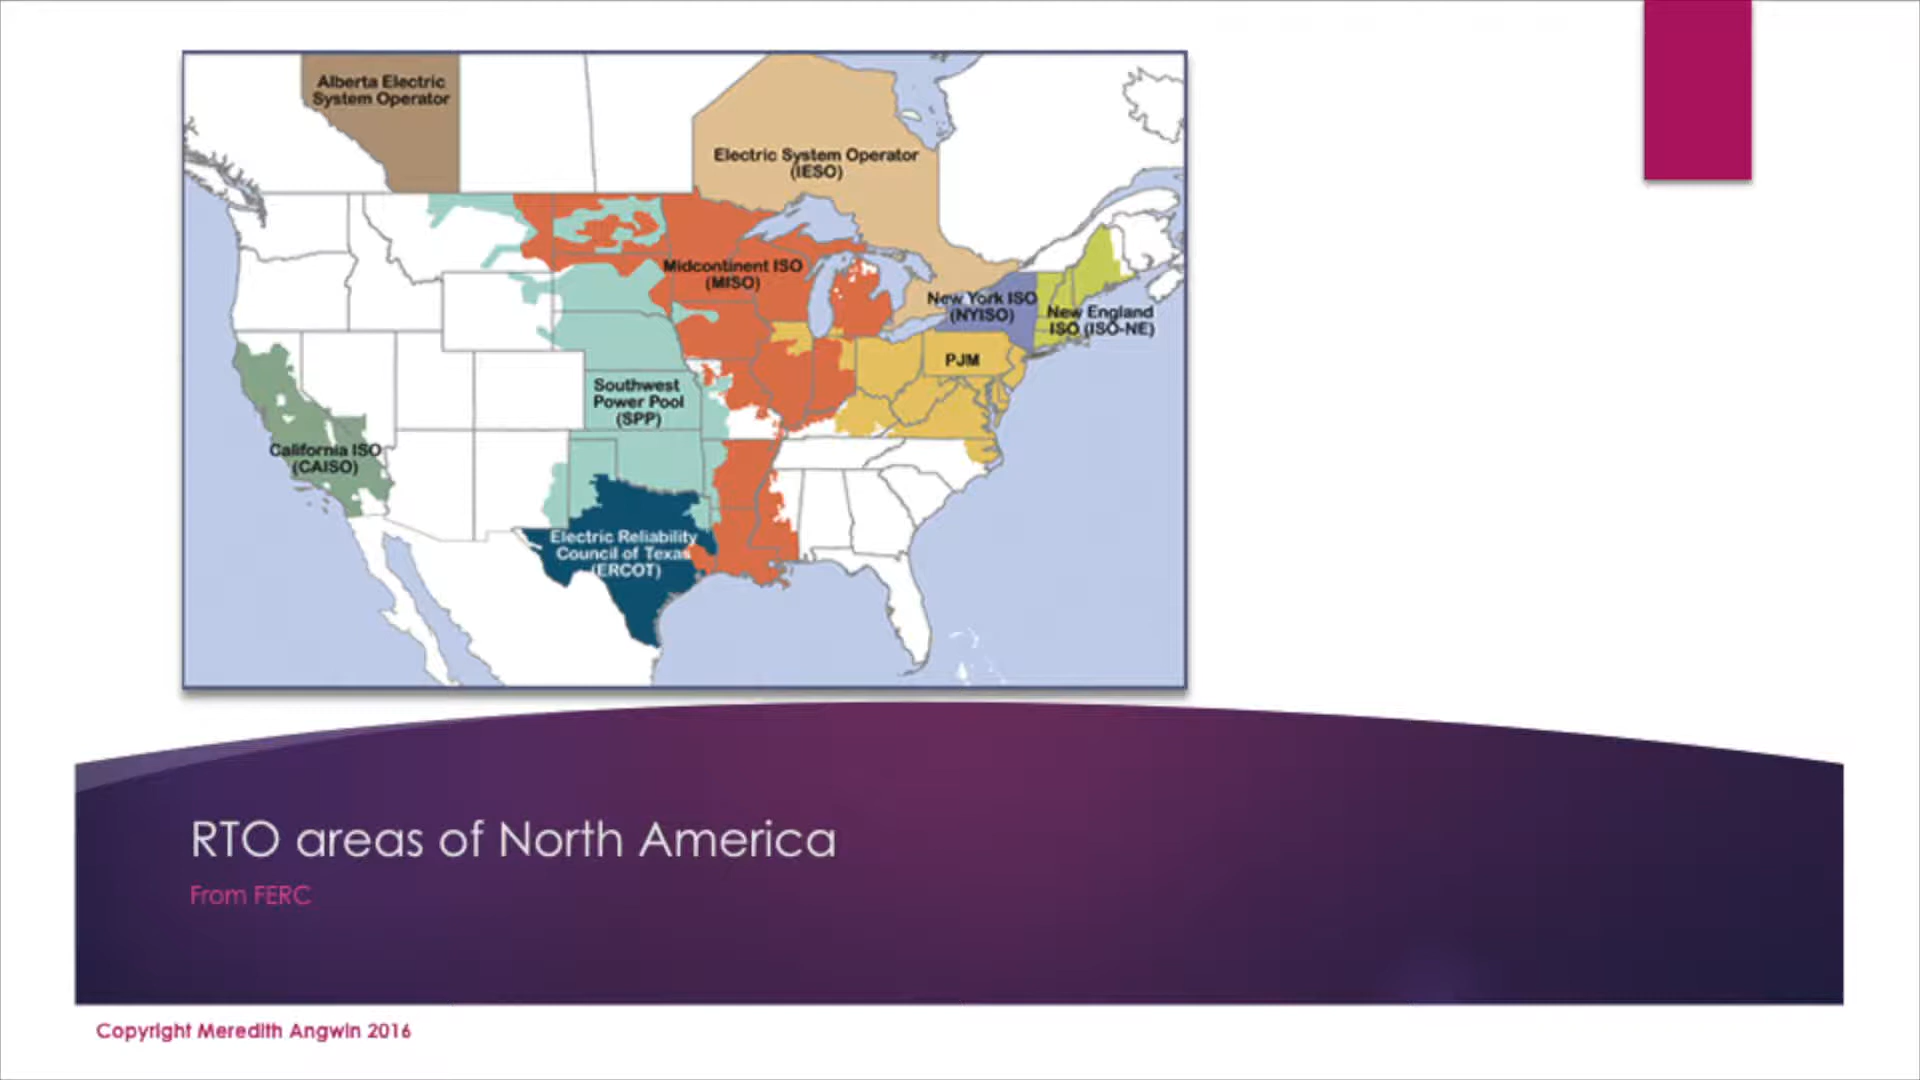 Alberta Electric
System Operator
Electric System Operator
(IESO)
Midcontinent ISO
(MISO)
New York ISO
(NYISO)
New England
ISO (ISO-NE)
PJM
Southwest
Power Pool
(SPP)
California ISO
(CAISO)
Electric Reliability
Council of Texas
(ERCOT)
RTO areas of North America
From FERC
Copyright Meredith Angwin 2016